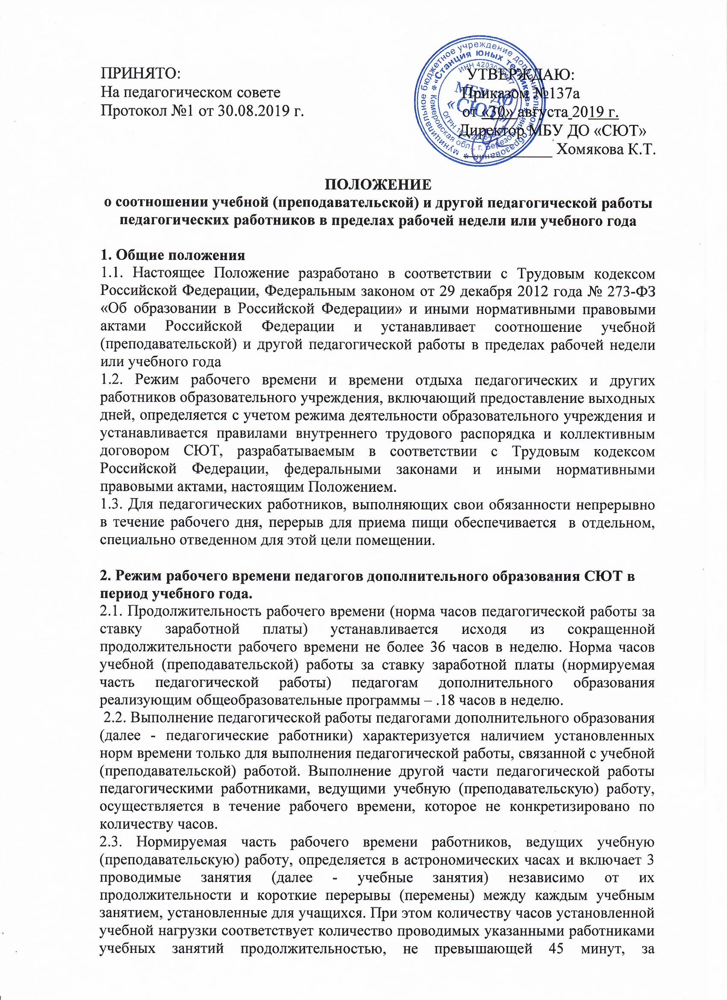 ПРИНЯТО:
На педагогическом совете
Протокол №1 от 30.08.2019 г.
УТВЕРЖДАЮ:
Приказом №137а
от «30» августа 2019 г.
Директор МБУ ДО «СЮТ»
Хомякова К.Т.
муниципальное бюджетное учреждение дополнительного образования
«Станция юных техников»
Кемеровская обл., г. Березовский
МБУ ДО
«СЮТ»
ПОЛОЖЕНИЕ
о соотношении учебной (преподавательской) и другой педагогической работы
педагогических работников в пределах рабочей недели или учебного года
1. Общие положения
1.1. Настоящее Положение разработано в соответствии с Трудовым кодексом
Российской Федерации, Федеральным законом от 29 декабря 2012 года № 273-ФЗ
«Об образовании в Российской Федерации» и иными нормативными правовыми
актами Российской Федерации и устанавливает соотношение учебной
(преподавательской) и другой педагогической работы в пределах рабочей недели
или учебного года
1.2. Режим рабочего времени и времени отдыха педагогических и других
работников образовательного учреждения, включающий предоставление выходных
дней, определяется с учетом режима деятельности образовательного учреждения и
устанавливается правилами внутреннего трудового распорядка и коллективным
договором СЮТ, разрабатываемым в соответствии с Трудовым кодексом
Российской Федерации, федеральными законами и иными нормативными
правовыми актами, настоящим Положением.
1.3. Для педагогических работников, выполняющих свои обязанности непрерывно
в течение рабочего дня, перерыв для приема пищи обеспечивается в отдельном,
специально отведенном для этой цели помещении.
2. Режим рабочего времени педагогов дополнительного образования СЮТ в
период учебного года.
2.1. Продолжительность рабочего времени (норма часов педагогической работы за
ставку заработной платы) устанавливается исходя из сокращенной
продолжительности рабочего времени не более 36 часов в неделю. Норма часов
учебной (преподавательской) работы за ставку заработной платы (нормируемая
часть педагогической работы) педагогам дополнительного образования
реализующим общеобразовательные программы – .18 часов в неделю.
2.2. Выполнение педагогической работы педагогами дополнительного образования
(далее - педагогические работники) характеризуется наличием установленных
норм времени только для выполнения педагогической работы, связанной с учебной
(преподавательской) работой. Выполнение другой части педагогической работы
педагогическими работниками, ведущими учебную (преподавательскую) работу,
осуществляется в течение рабочего времени, которое не конкретизировано по
количеству часов.
2.3. Нормируемая часть рабочего времени работников, ведущих учебную
(преподавательскую) работу, определяется в астрономических часах и включает 3
проводимые занятия (далее - учебные занятия) независимо от их
продолжительности и короткие перерывы (перемены) между каждым учебным
занятием, установленные для учащихся. При этом количеству часов установленной
учебной нагрузки соответствует количество проводимых указанными работниками
учебных занятий продолжительностью, не превышающей 45 минут, за